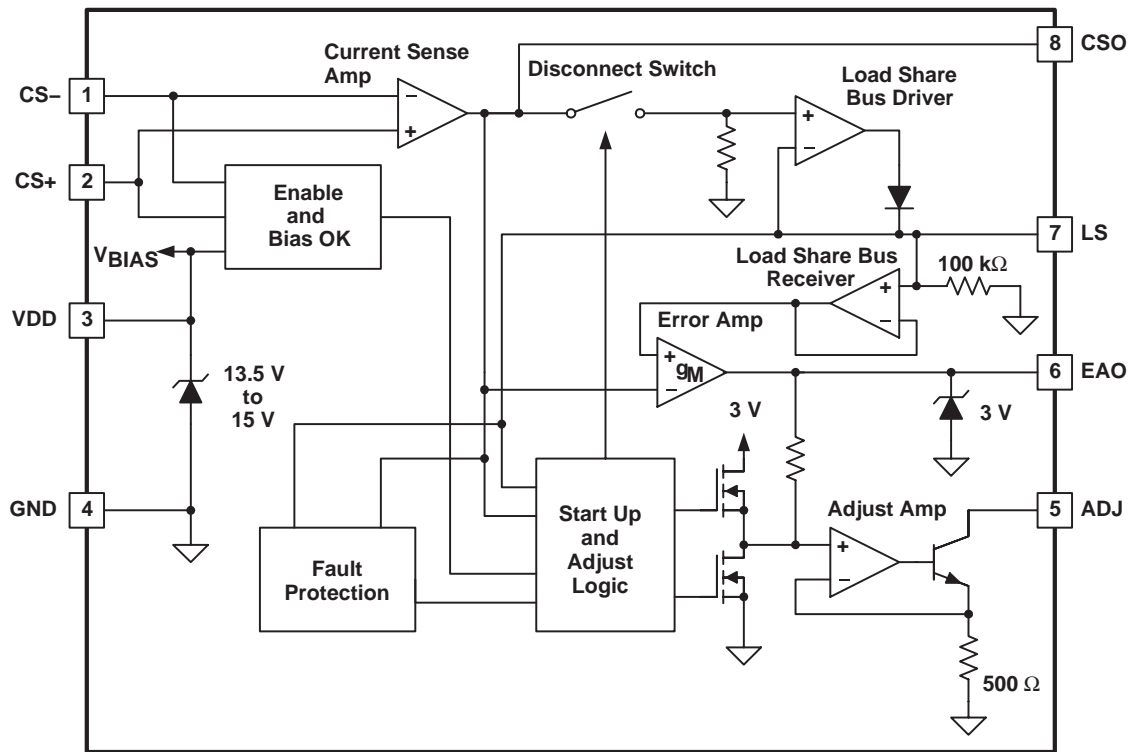 Current Sense
Amp
Disconnect Switch
Load Share
Bus Driver
8
CSO
CS–
1
−
+
+
−
CS+
2
Enable
and
Bias OK
7
LS
VBIAS
Load Share Bus
Receiver
100 kΩ
+
−
VDD
3
Error Amp
+
gM
−
6
EAO
13.5 V
to
15 V
3 V
3 V
GND
4
Start Up
and
Adjust
Logic
Adjust Amp
5
ADJ
+
−
Fault
Protection
500 Ω